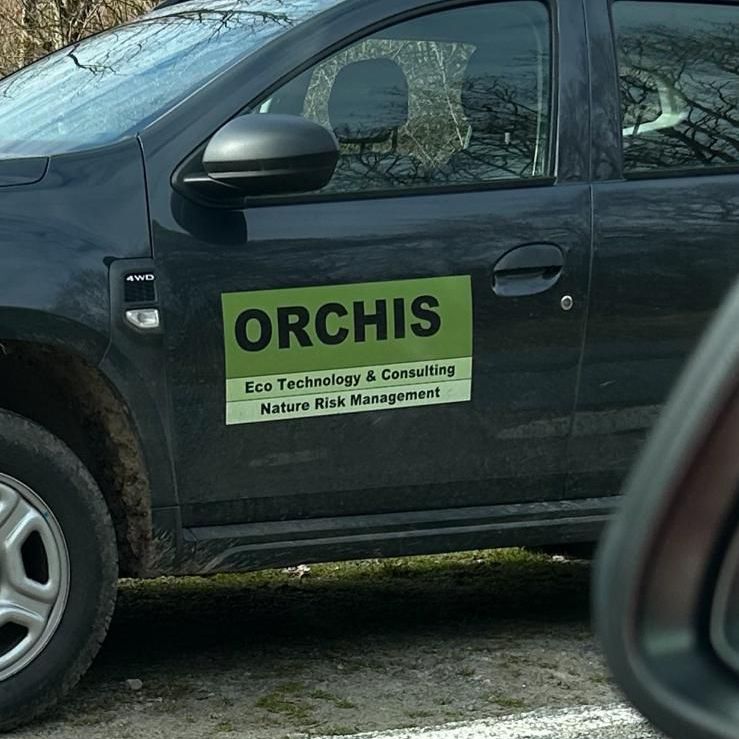 4WD
ORCHIS
Eco Technology & Consulting
Nature Risk Management